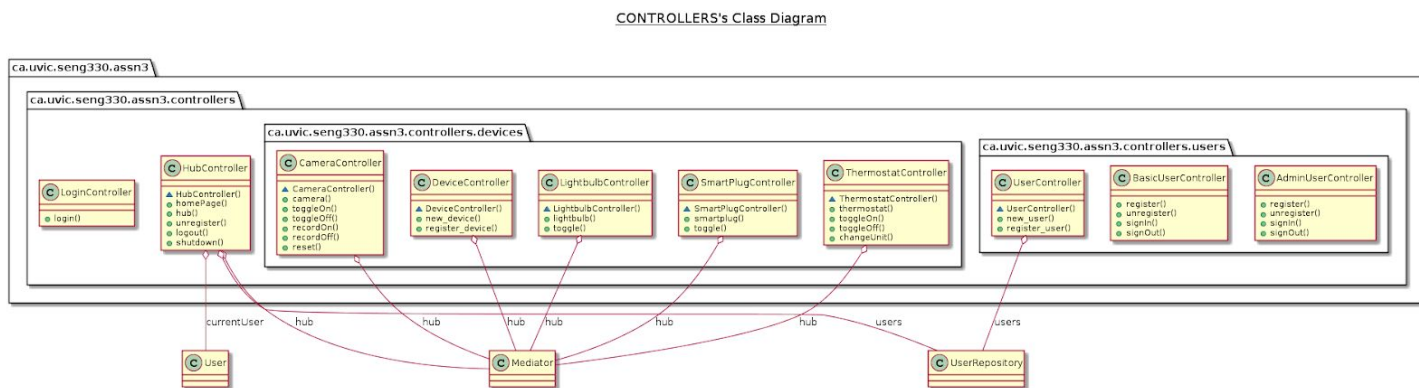 CONTROLLERS's Class Diagram
ca.uvic.seng330.assn3
ca.uvic.seng330.assn3.controllers
ca.uvic.seng330.assn3.controllers.devices
ca.uvic.seng330.assn3.controllers.users
C LoginController
login()
C HubController
HubController()
homePage()
hub()
unregister()
logout()
shutdown()
C CameraController
CameraController()
camera()
toggleOn()
toggleOff()
recordOn()
recordOff()
reset()
C DeviceController
DeviceController()
new_device()
register_device()
C LightbulbController
LightbulbController()
lightbulb()
toggle()
C SmartPlugController
SmartPlugController()
smartplug()
toggle()
C ThermostatController
ThermostatController()
thermostat()
toggleOn()
toggleOff()
changeUnit()
C UserController
UserController()
new_user()
register_user()
C BasicUserController
register()
unregister()
signIn()
signOut()
C AdminUserController
register()
unregister()
signIn()
signOut()
currentUser
hub
hub
hub
hub
hub
hub
users
users
C User
C Mediator
C UserRepository